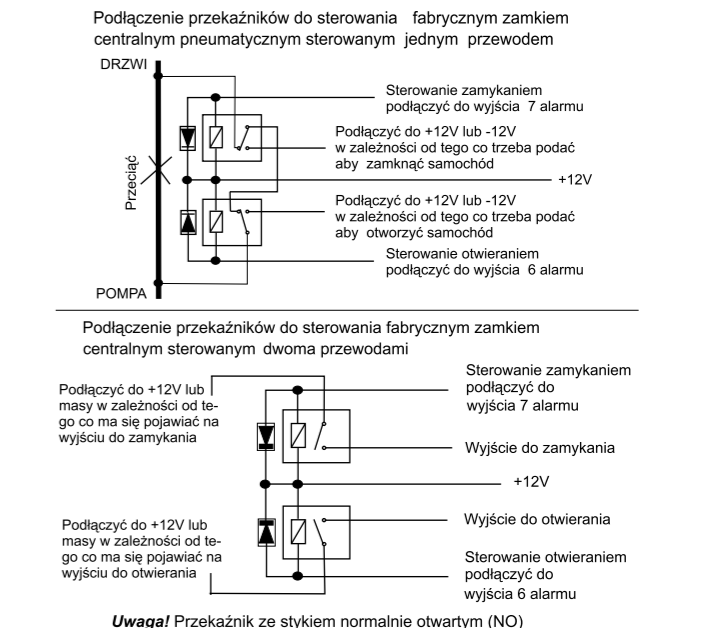 Podłączenie przekaźników do sterowania fabrycznym zamkiem
centralnym pneumatycznym sterowanym jednym przewodem
DRZWI
Sterowanie zamykaniem
podłączyć do wyjścia 7 alarmu
Podłączyć do +12V lub -12V
w zależności od tego co trzeba podać
aby zamknąć samochód
Przeciąć
+12V
Podłączyć do +12V lub -12V
w zależności od tego co trzeba podać
aby otworzyć samochód
Sterowanie otwieraniem
podłączyć do wyjścia 6 alarmu
POMPA
Podłączenie przekaźników do sterowania fabrycznym zamkiem
centralnym sterowanym dwoma przewodami
Sterowanie zamykaniem
podłączyć do
wyjścia 7 alarmu
Podłączyć do +12V lub
masy w zależności od te-
go co ma się pojawiać na
wyjściu do zamykania
Wyjście do zamykania
+12V
Wyjście do otwierania
Podłączyć do +12V lub
masy w zależności od te-
go co ma się pojawiać na
wyjściu do otwierania
Sterowanie otwieraniem
podłączyć do
wyjścia 6 alarmu
Uwaga! Przekaźnik ze stykiem normalnie otwartym (NO)